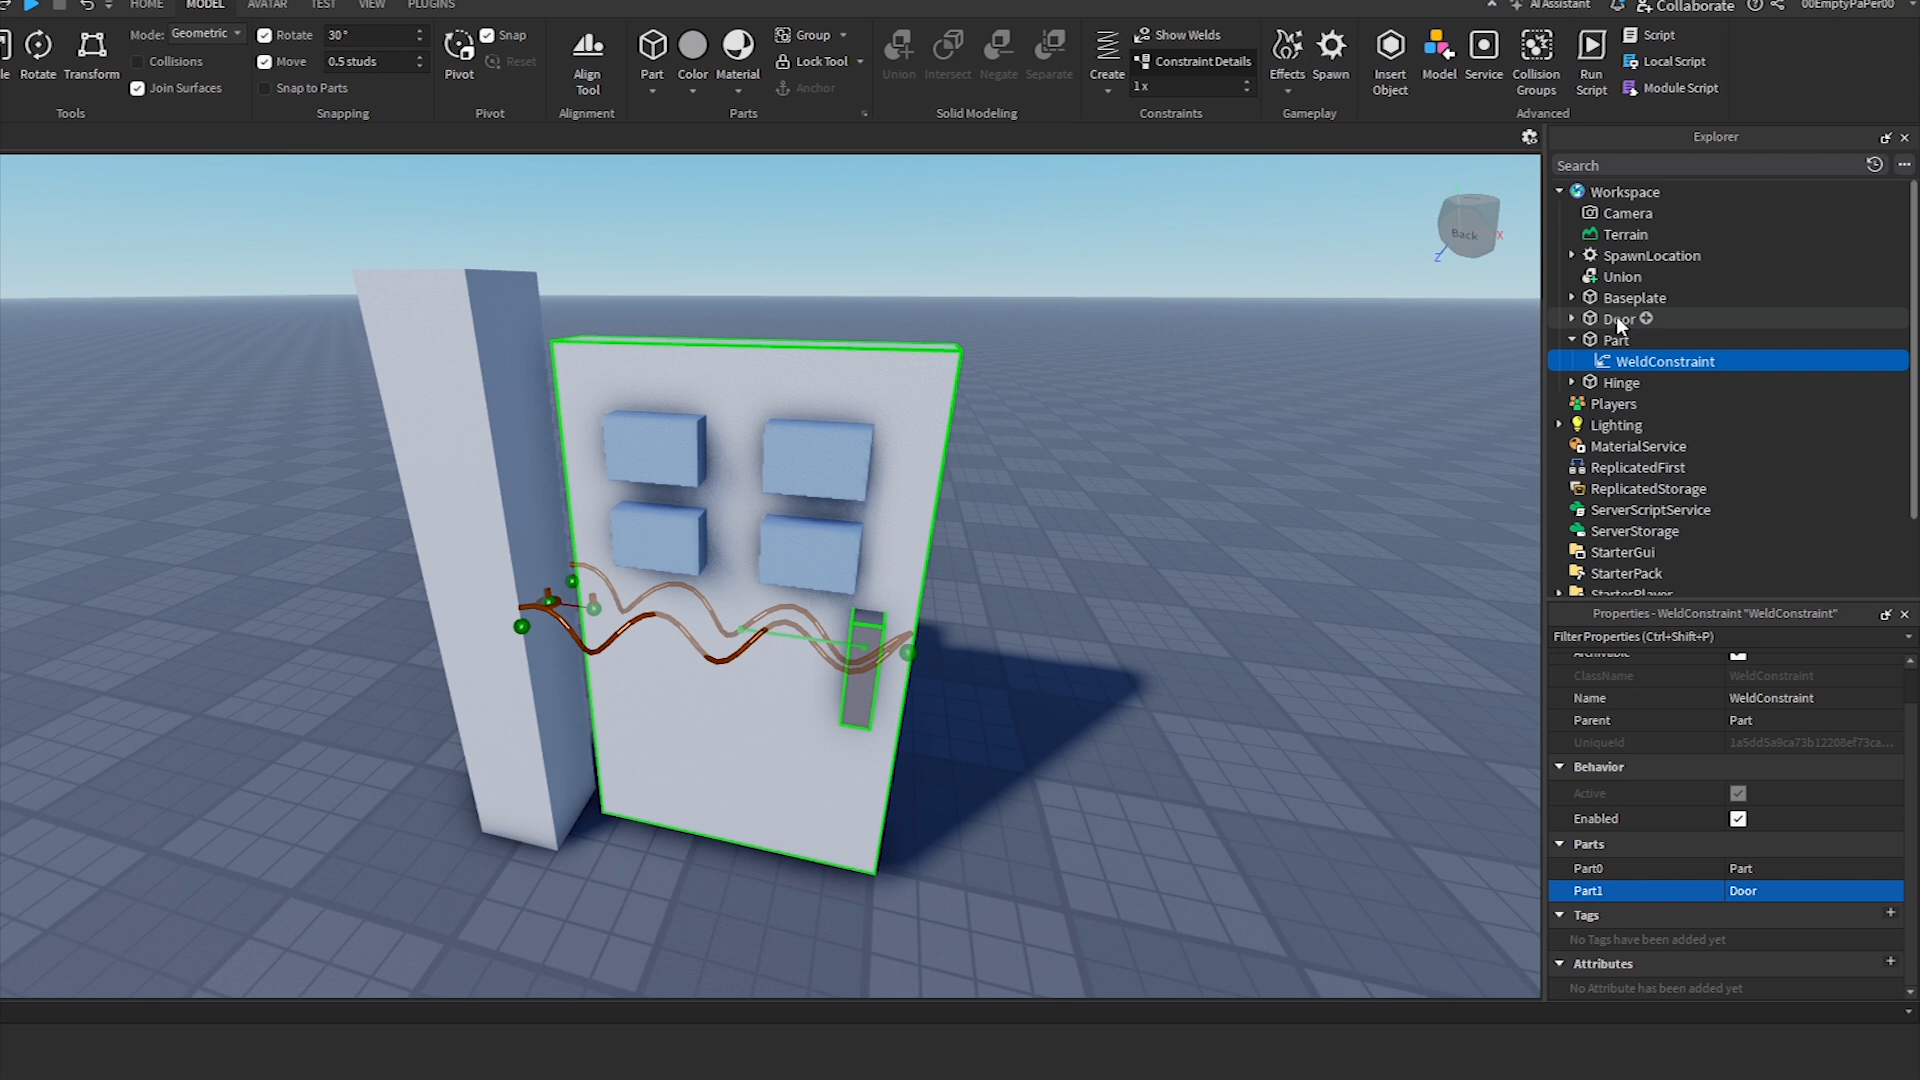 HOME MODEL AVATAR TEST VIEW PLUGINS AI Assistant Collaborate 00EmptyPaPer00
Mode: Geometric Rotate 30° Snap Group Show Welds Script
Collisions Move 0.5 studs Reset Lock Tool Constraint Details Local Script
Join Surfaces Snap to Parts Anchor 1x Module Script
Rotate Transform Pivot Align Tool Part Color Material Union Intersect Negate Separate Create Effects Spawn Insert Object Model Service Collision Groups Run Script
Tools Snapping Pivot Alignment Parts Solid Modeling Constraints Gameplay Advanced
Explorer
Search
Workspace
Camera
Terrain
SpawnLocation
Union
Baseplate
Door
Part
WeldConstraint
Hinge
Players
Lighting
MaterialService
ReplicatedFirst
ReplicatedStorage
ServerScriptService
ServerStorage
StarterGui
StarterPack
StarterPlayer
Back
X
Z
Properties - WeldConstraint "WeldConstraint"
Filter Properties (Ctrl+Shift+P)
Archivable
ClassName WeldConstraint
Name WeldConstraint
Parent Part
UniqueId 1a5dd5a9ca73b12208ef73ca...
Behavior
Active
Enabled
Parts
Part0 Part
Part1 Door
Tags
No Tags have been added yet
Attributes
No Attribute has been added yet